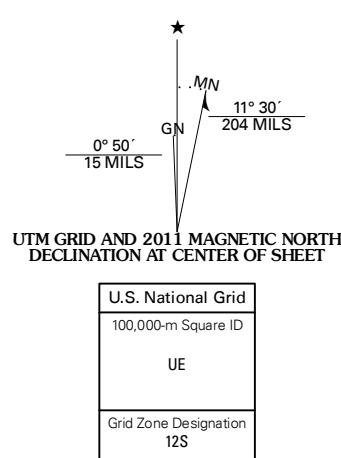 ★
MN
11° 30´
204 MILS
GN
0° 50´
15 MILS
UTM GRID AND 2011 MAGNETIC NORTH
DECLINATION AT CENTER OF SHEET
U.S. National Grid
100,000-m Square ID
UE
Grid Zone Designation
12S